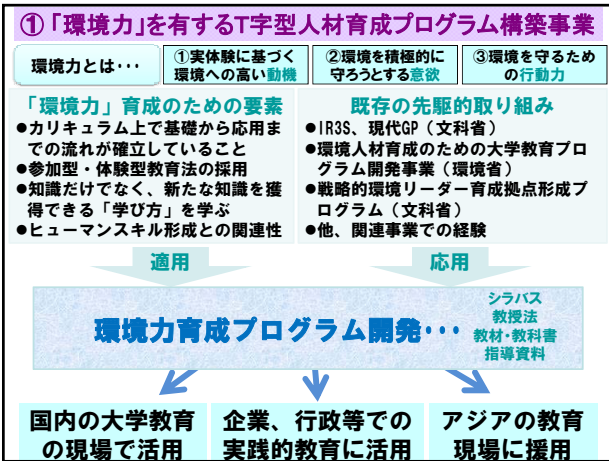 ①「環境力」を有するT字型人材育成プログラム構築事業
環境力とは･･･
①実体験に基づく
環境への高い動機
②環境を積極的に
守ろうとする意欲
③環境を守るため
の行動力
「環境力」育成のための要素
●カリキュラム上で基礎から応用ま
での流れが確立していること
●参加型・体験型教育法の採用
●知識だけでなく、新たな知識を獲
得できる「学び方」を学ぶ
●ヒューマンスキル形成との関連性
既存の先駆的取り組み
●IR3S、現代GP（文科省）
●環境人材育成のための大学教育プロ
グラム開発事業（環境省）
●戦略的環境リーダー育成拠点形成プ
ログラム（文科省）
●他、関連事業での経験
適用
応用
環境力育成プログラム開発･･･
シラバス
教授法
教材・教科書
指導資料
国内の大学教育
の現場で活用
企業、行政等での
実践的教育に活用
アジアの教育
現場に援用